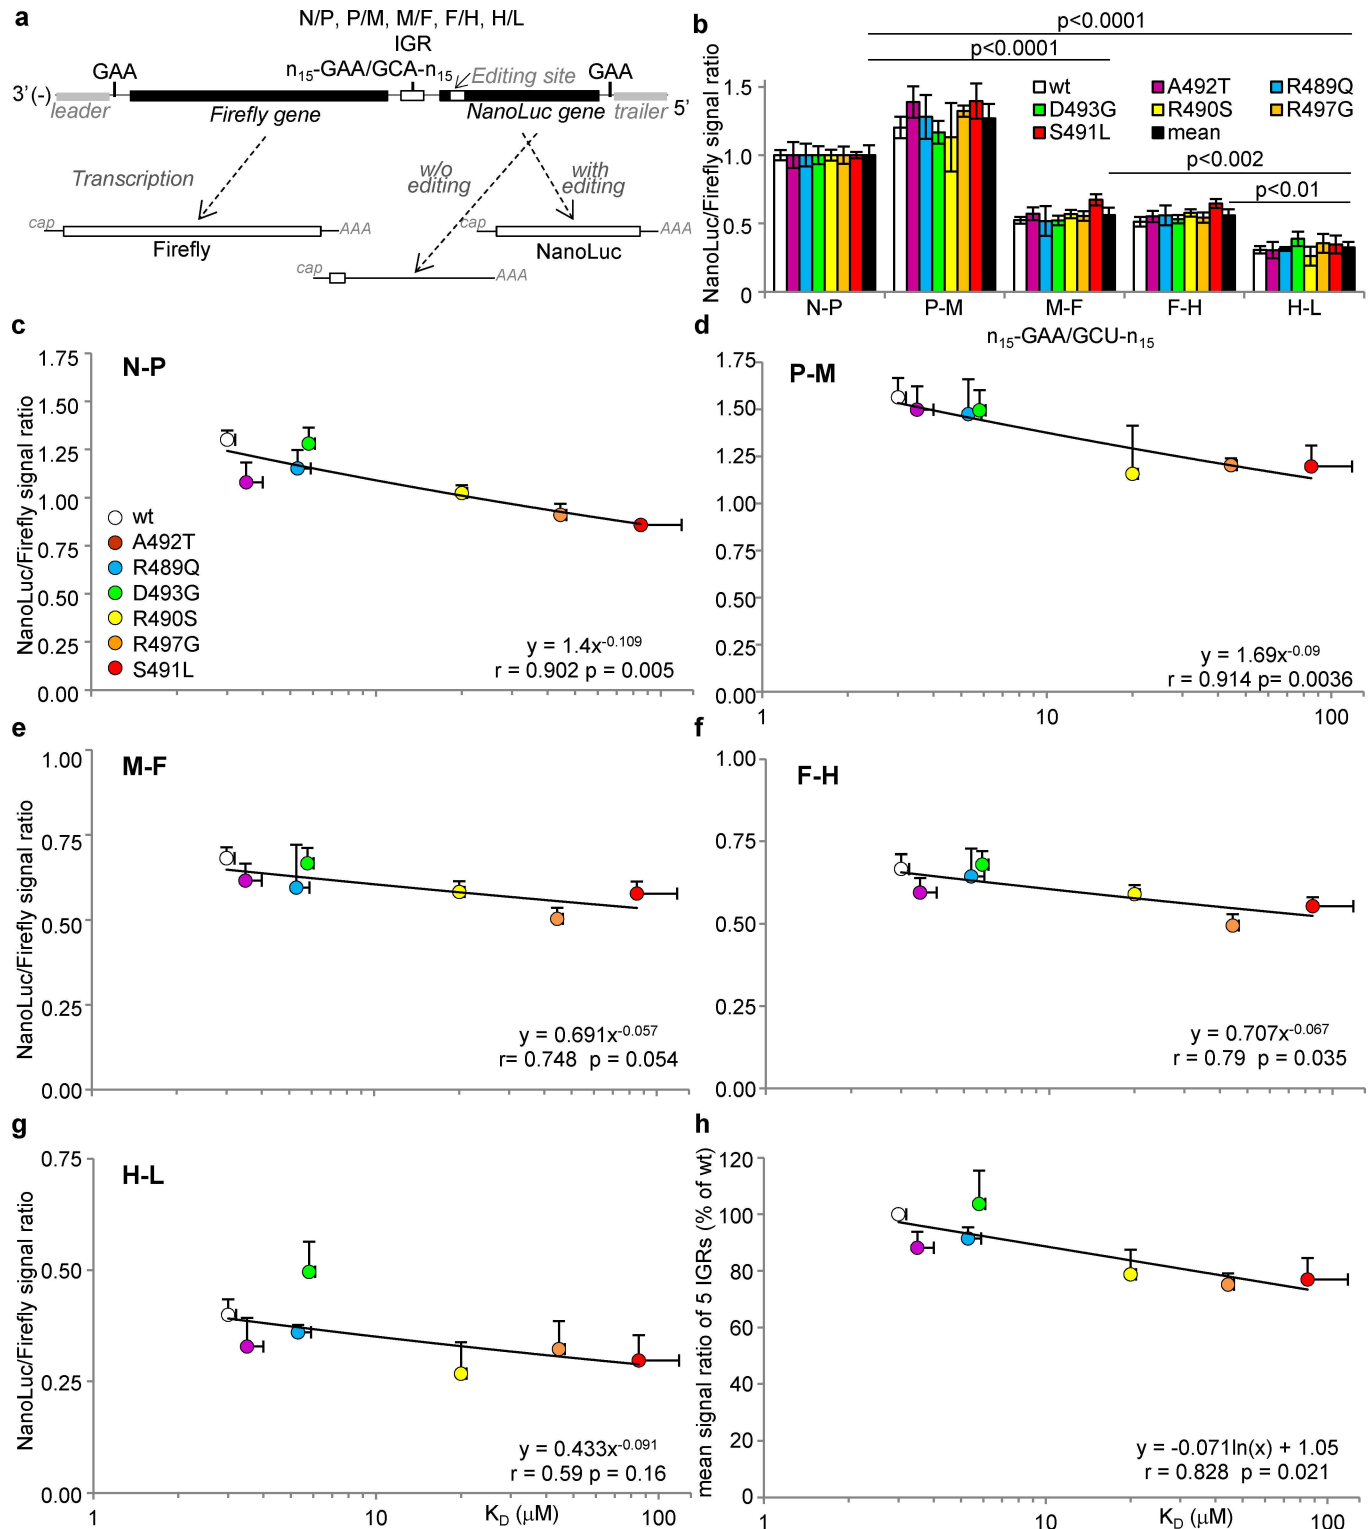 a
N/P, P/M, M/F, F/H, H/L
IGR
n15-GAA/GCA-n15
GAA
GAA
Editing site
3'(-)
5'
leader
Firefly gene
NanoLuc gene
trailer
Transcription
w/o
editing
with
editing
cap
AAA
Firefly
cap
AAA
NanoLuc
cap
AAA
b
p<0.0001
p<0.0001
wt
A492T
R489Q
D493G
R490S
R497G
S491L
mean
p<0.002
p<0.01
NanoLuc/Firefly signal ratio
1.5
1.0
0.5
0
N-P
P-M
M-F
F-H
H-L
n15-GAA/GCU-n15
c
N-P
NanoLuc/Firefly signal ratio
1.75
1.50
1.25
1.00
0.75
0.50
0.25
0.00
wt
A492T
R489Q
D493G
R490S
R497G
S491L
y = 1.4x-0.109
r = 0.902 p = 0.005
d
P-M
1.75
1.50
1.25
1.00
0.75
0.50
0.25
0.00
y = 1.69x-0.09
r = 0.914 p= 0.0036
1
10
100
e
M-F
NanoLuc/Firefly signal ratio
1.00
0.75
0.50
0.25
0.00
y = 0.691x-0.057
r= 0.748 p = 0.054
f
F-H
1.00
0.75
0.50
0.25
0.00
y = 0.707x-0.067
r = 0.79 p = 0.035
g
H-L
NanoLuc/Firefly signal ratio
0.75
0.50
0.25
0.00
y = 0.433x-0.091
r = 0.59 p = 0.16
1
10
KD (μM)
100
h
mean signal ratio of 5 IGRs (% of wt)
120
100
80
60
40
20
0
y = -0.071ln(x) + 1.05
r = 0.828 p = 0.021
1
10
KD (μM)
100